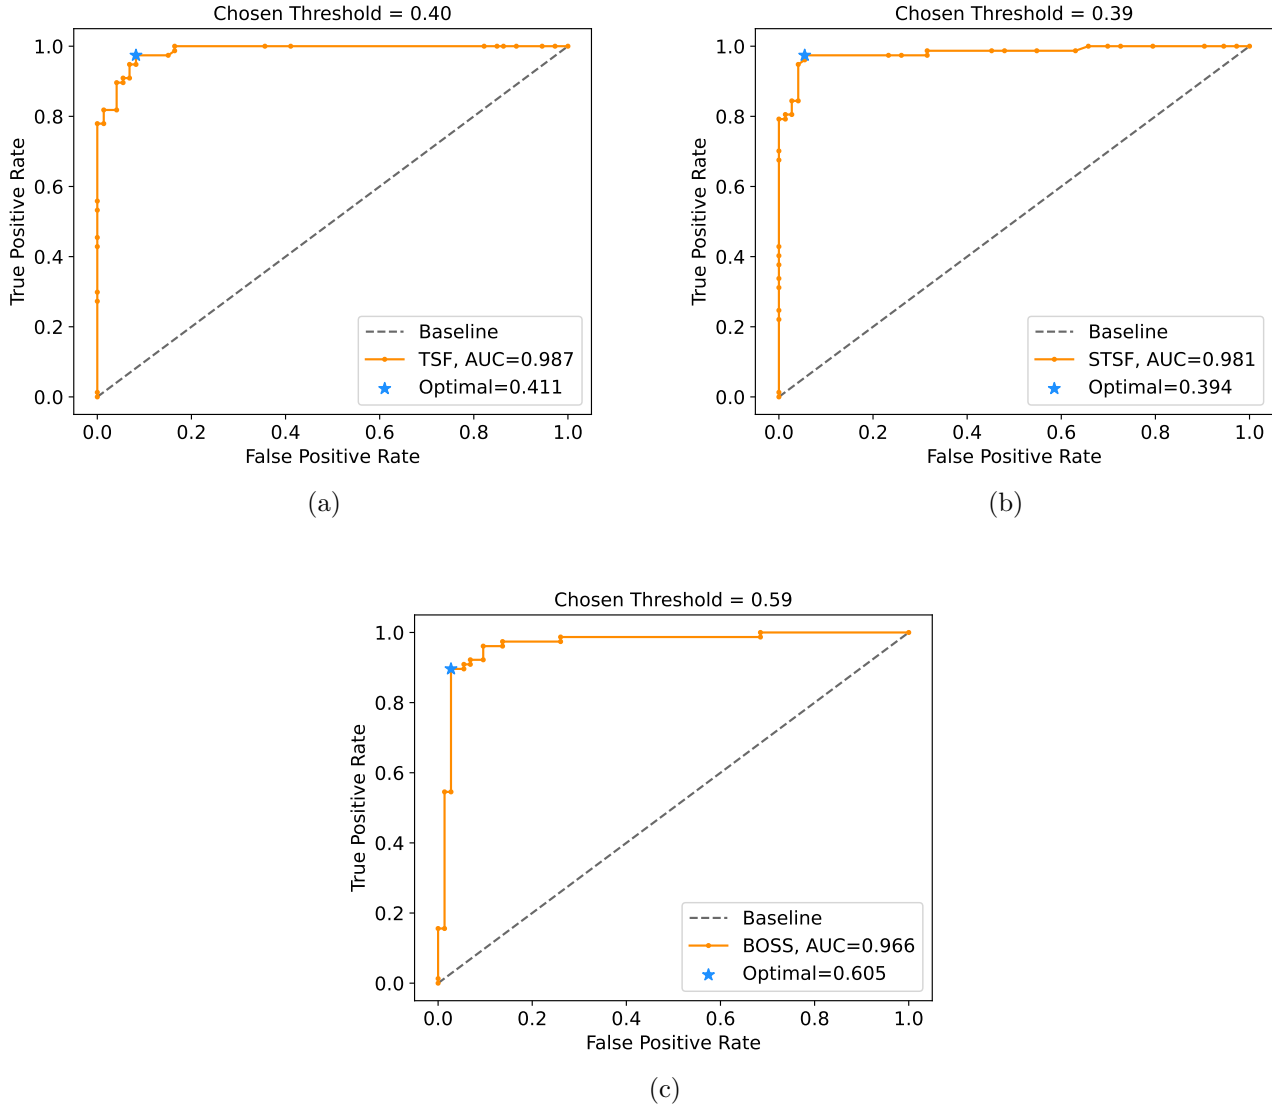 Chosen Threshold = 0.40
1.0
0.8
0.6
0.4
0.2
0.0
True Positive Rate
Baseline
TSF, AUC=0.987
Optimal=0.411
0.0 0.2 0.4 0.6 0.8 1.0
False Positive Rate
(a)
Chosen Threshold = 0.39
1.0
0.8
0.6
0.4
0.2
0.0
True Positive Rate
Baseline
STSF, AUC=0.981
Optimal=0.394
0.0 0.2 0.4 0.6 0.8 1.0
False Positive Rate
(b)
Chosen Threshold = 0.59
1.0
0.8
0.6
0.4
0.2
0.0
True Positive Rate
Baseline
BOSS, AUC=0.966
Optimal=0.605
0.0 0.2 0.4 0.6 0.8 1.0
False Positive Rate
(c)